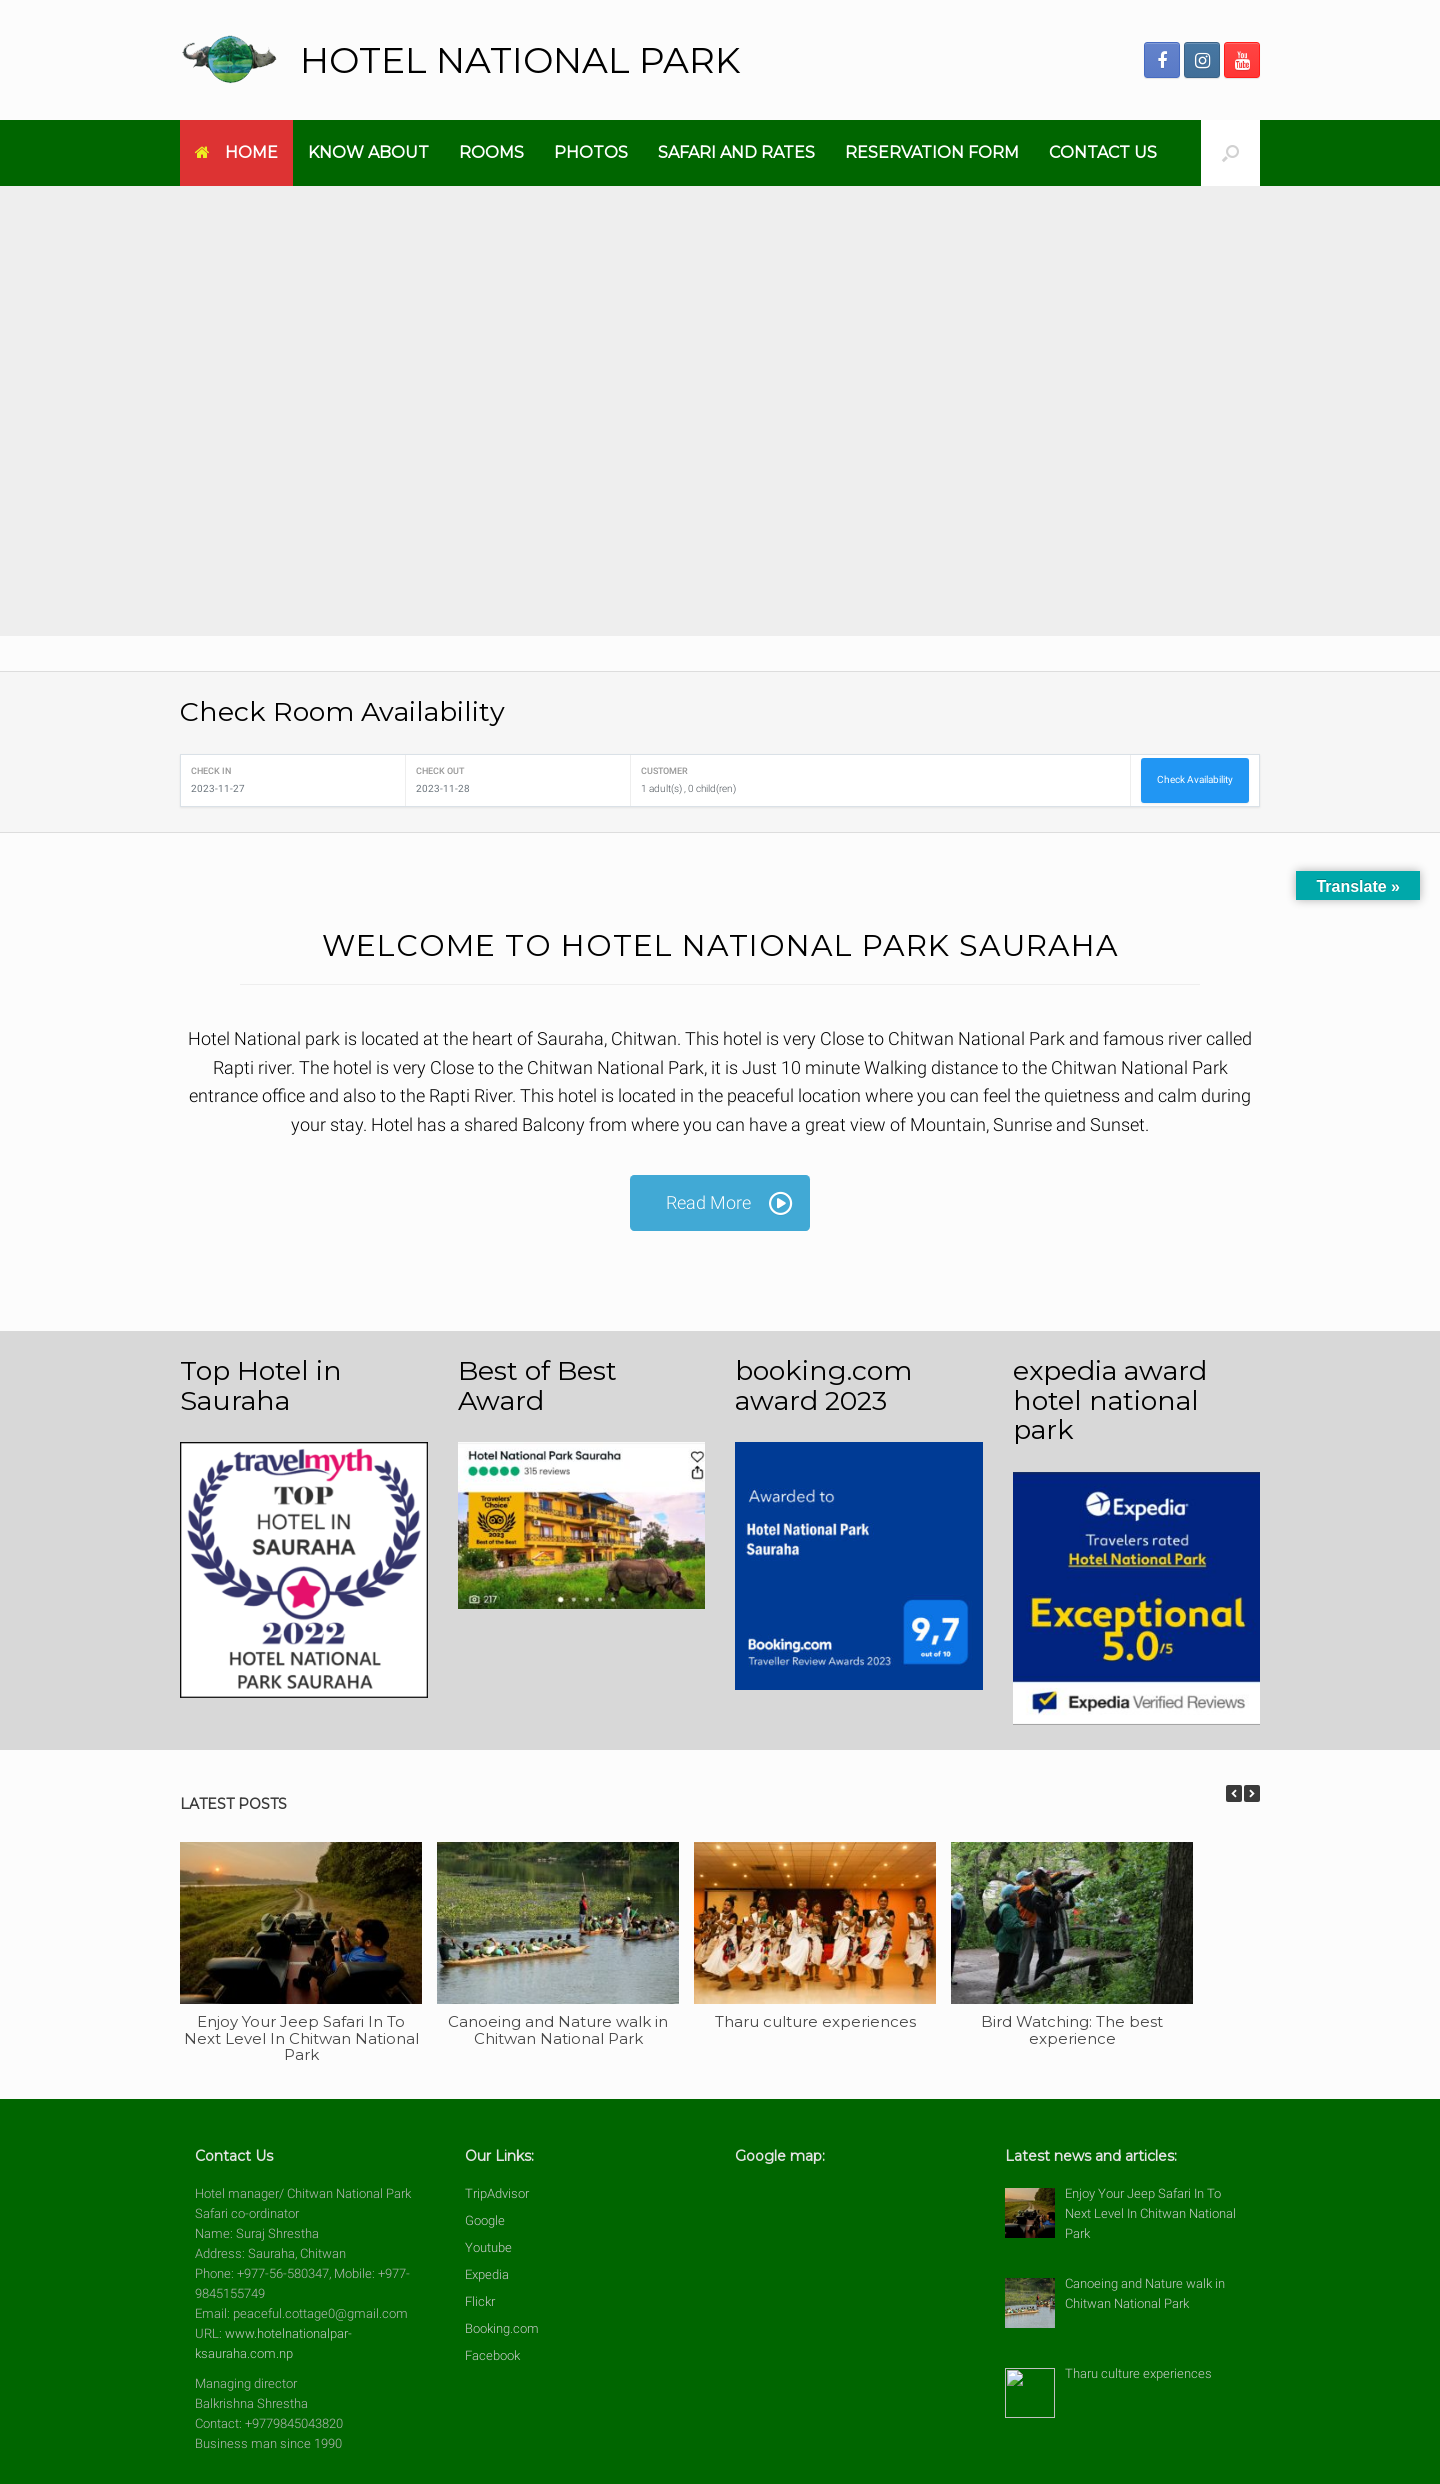 HOTEL NATIONAL PARK
You Tube
HOME KNOW ABOUT ROOMS PHOTOS SAFARI AND RATES RESERVATION FORM CONTACT US
Check Room Availability
CHECK IN
2023-11-27
CHECK OUT
2023-11-28
CUSTOMER
1 adult(s) , 0 child(ren)
Check Availability
Translate »
WELCOME TO HOTEL NATIONAL PARK SAURAHA
Hotel National park is located at the heart of Sauraha, Chitwan. This hotel is very Close to Chitwan National Park and famous river called
Rapti river. The hotel is very Close to the Chitwan National Park, it is Just 10 minute Walking distance to the Chitwan National Park
entrance office and also to the Rapti River. This hotel is located in the peaceful location where you can feel the quietness and calm during
your stay. Hotel has a shared Balcony from where you can have a great view of Mountain, Sunrise and Sunset.
Read More
Top Hotel in
Sauraha
travelmyth
TOP
HOTEL IN
SAURAHA
2022
HOTEL NATIONAL
PARK SAURAHA
Best of Best
Award
Hotel National Park Sauraha
315 reviews
Travelers'
Choice
2023
Best of the Best
217
booking.com
award 2023
Awarded to
Hotel National Park
Sauraha
9,7
out of 10
Booking.com
Traveller Review Awards 2023
expedia award
hotel national
park
Expedia
Travelers rated
Hotel National Park
Exceptional
5.0/5
Expedia Verified Reviews
LATEST POSTS
Enjoy Your Jeep Safari In To
Next Level In Chitwan National
Park
Canoeing and Nature walk in
Chitwan National Park
Tharu culture experiences
Bird Watching: The best
experience
Contact Us
Hotel manager/ Chitwan National Park
Safari co-ordinator
Name: Suraj Shrestha
Address: Sauraha, Chitwan
Phone: +977-56-580347, Mobile: +977-
9845155749
Email: peaceful.cottage0@gmail.com
URL: www.hotelnationalpar-
ksauraha.com.np
Managing director
Balkrishna Shrestha
Contact: +9779845043820
Business man since 1990
Our Links:
TripAdvisor
Google
Youtube
Expedia
Flickr
Booking.com
Facebook
Google map:
Latest news and articles:
Enjoy Your Jeep Safari In To
Next Level In Chitwan National
Park
Canoeing and Nature walk in
Chitwan National Park
Tharu culture experiences